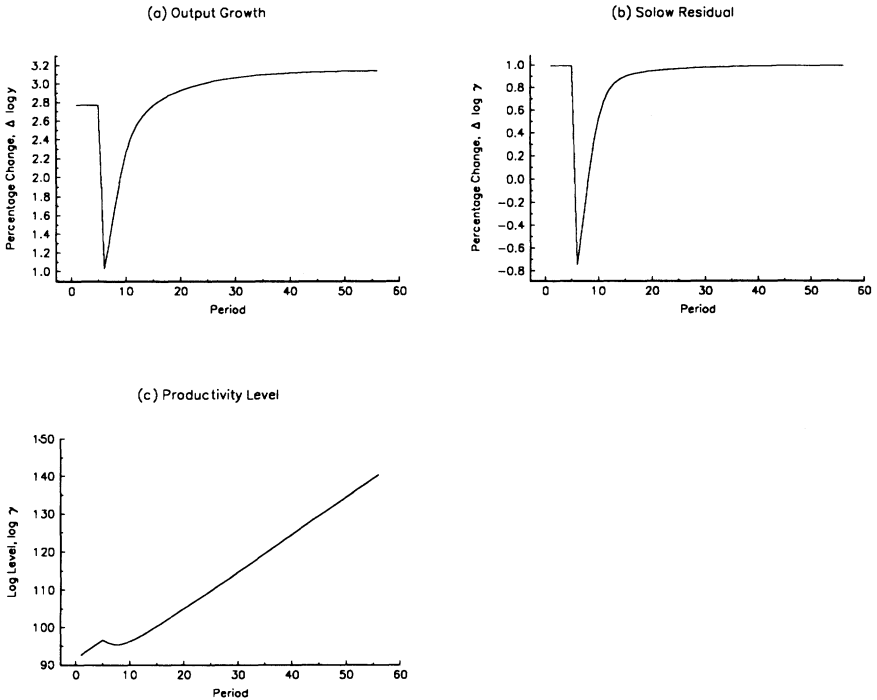 (a) Output Growth
Percentage Change, Δ log y
3.2
3.0
2.8
2.6
2.4
2.2
2.0
1.8
1.6
1.4
1.2
1.0
0 10 20 30 40 50 60
Period
(b) Solow Residual
Percentage Change, Δ log γ
1.0
0.8
0.6
0.4
0.2
0.0
−0.2
−0.4
−0.6
−0.8
0 10 20 30 40 50 60
Period
(c) Productivity Level
Log Level, log γ
150
140
130
120
110
100
90
0 10 20 30 40 50 60
Period